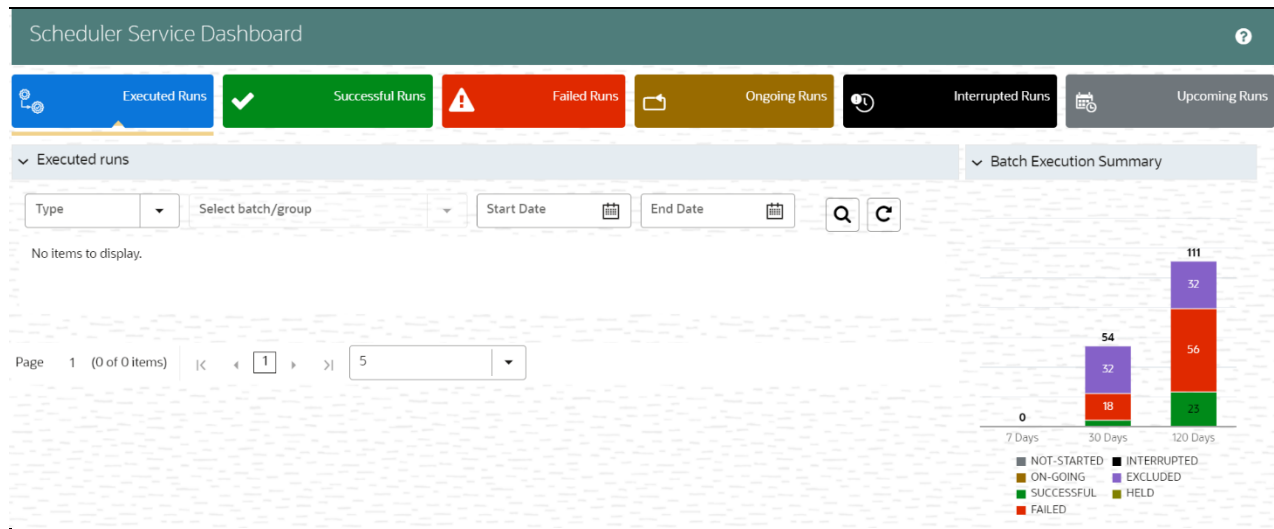 Scheduler Service Dashboard
Executed Runs
Successful Runs
Failed Runs
Ongoing Runs
Interrupted Runs
Upcoming Runs
Executed runs
Batch Execution Summary
Type
Select batch/group
Start Date
End Date
No items to display.
Page 1 (0 of 0 items) 1 5
111
32
54
56
32
18
23
0
7 Days 30 Days 120 Days
NOT-STARTED INTERRUPTED
ON-GOING EXCLUDED
SUCCESSFUL HELD
FAILED